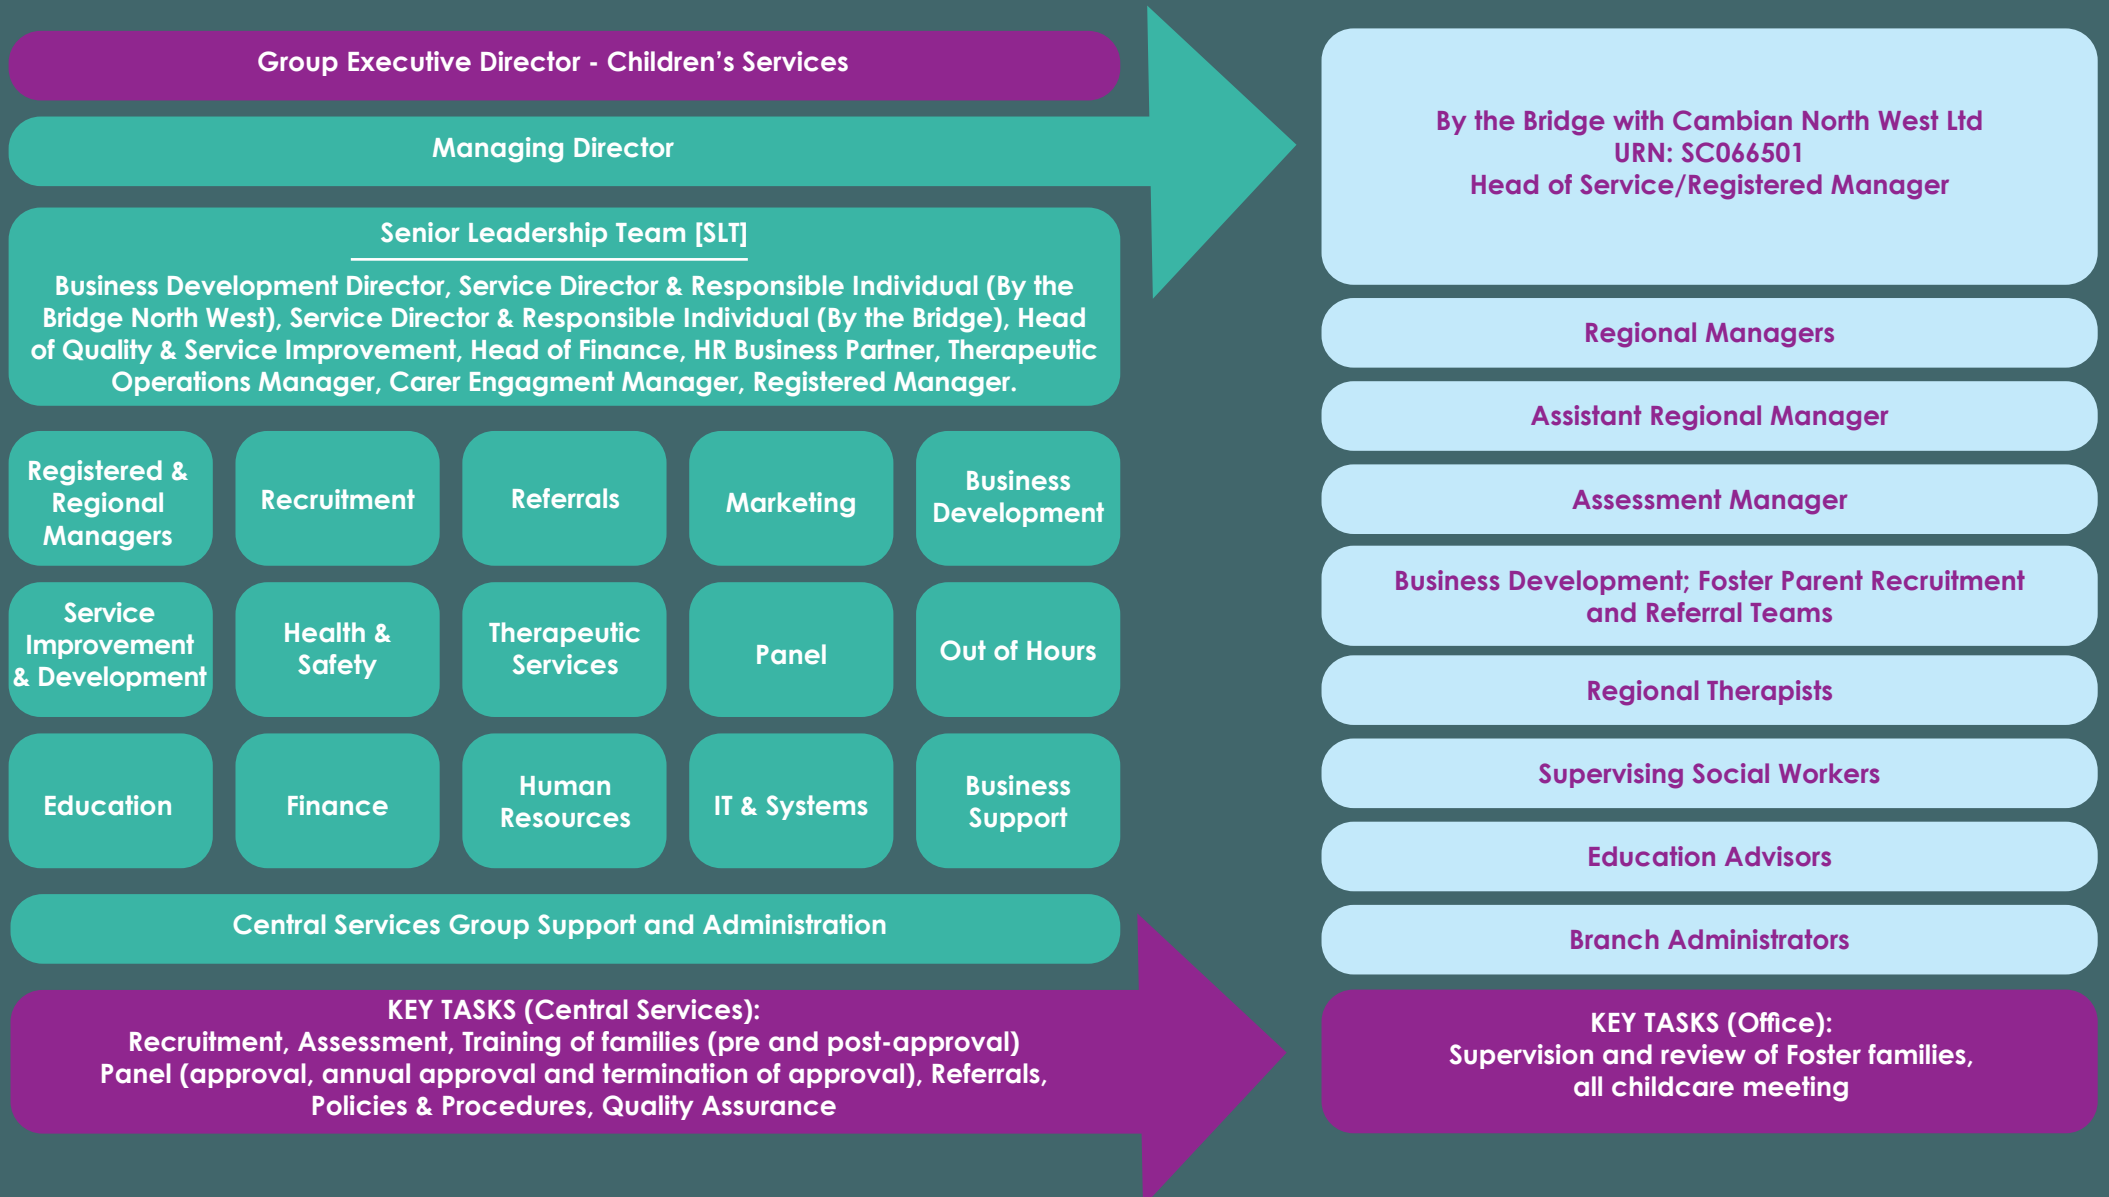 Group Executive Director - Children’s Services
Managing Director
Senior Leadership Team [SLT]
Business Development Director, Service Director & Responsible Individual (By the
Bridge North West), Service Director & Responsible Individual (By the Bridge), Head
of Quality & Service Improvement, Head of Finance, HR Business Partner, Therapeutic
Operations Manager, Carer Engagment Manager, Registered Manager.
Registered &
Regional
Managers
Recruitment
Referrals
Marketing
Business
Development
Service
Improvement
& Development
Health &
Safety
Therapeutic
Services
Panel
Out of Hours
Education
Finance
Human
Resources
IT & Systems
Business
Support
Central Services Group Support and Administration
KEY TASKS (Central Services):
Recruitment, Assessment, Training of families (pre and post-approval)
Panel (approval, annual approval and termination of approval), Referrals,
Policies & Procedures, Quality Assurance
By the Bridge with Cambian North West Ltd
URN: SC066501
Head of Service/Registered Manager
Regional Managers
Assistant Regional Manager
Assessment Manager
Business Development; Foster Parent Recruitment
and Referral Teams
Regional Therapists
Supervising Social Workers
Education Advisors
Branch Administrators
KEY TASKS (Office):
Supervision and review of Foster families,
all childcare meeting